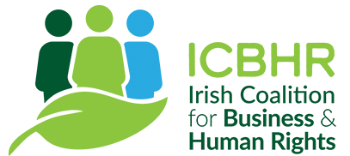 ICBHR
Irish Coalition
for Business &
Human Rights